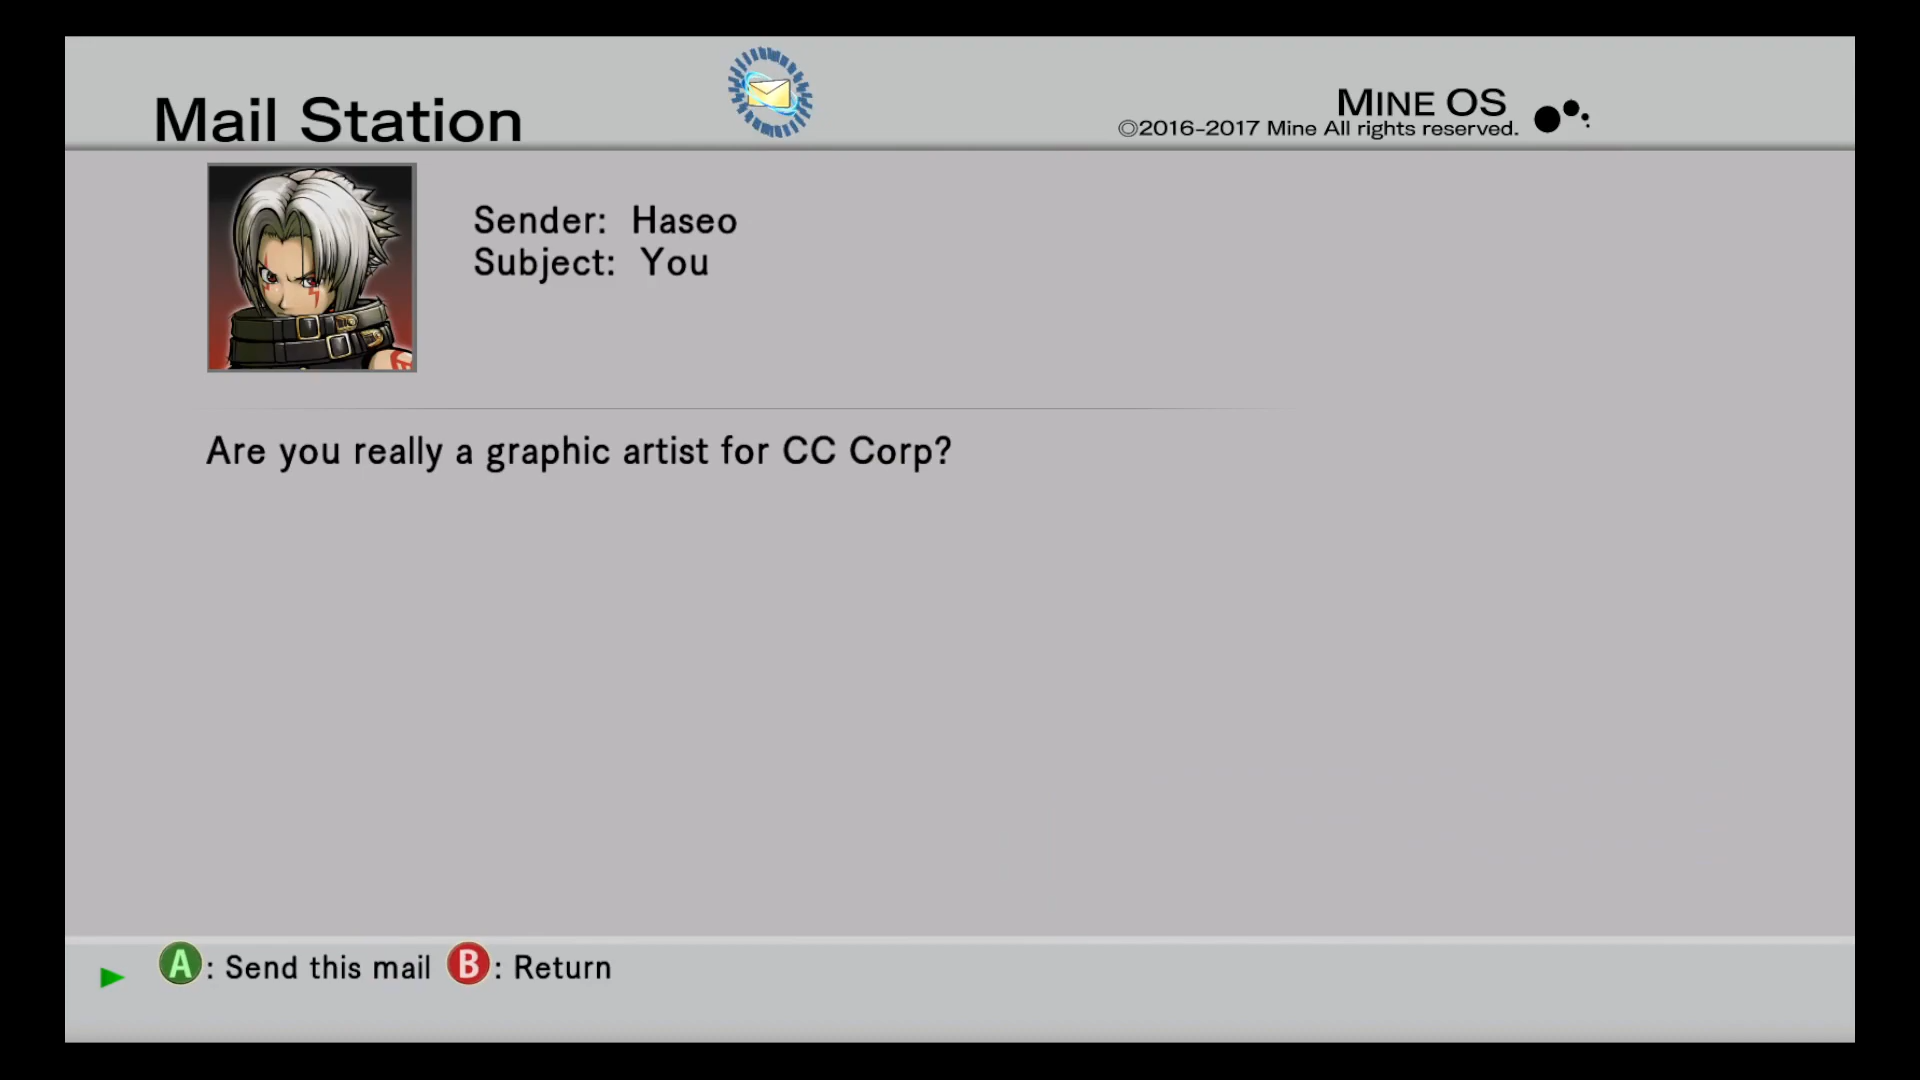 Mail Station
MINE OS
©2016-2017 Mine All rights reserved.
Sender: Haseo
Subject: You
Are you really a graphic artist for CC Corp?
A: Send this mail B: Return